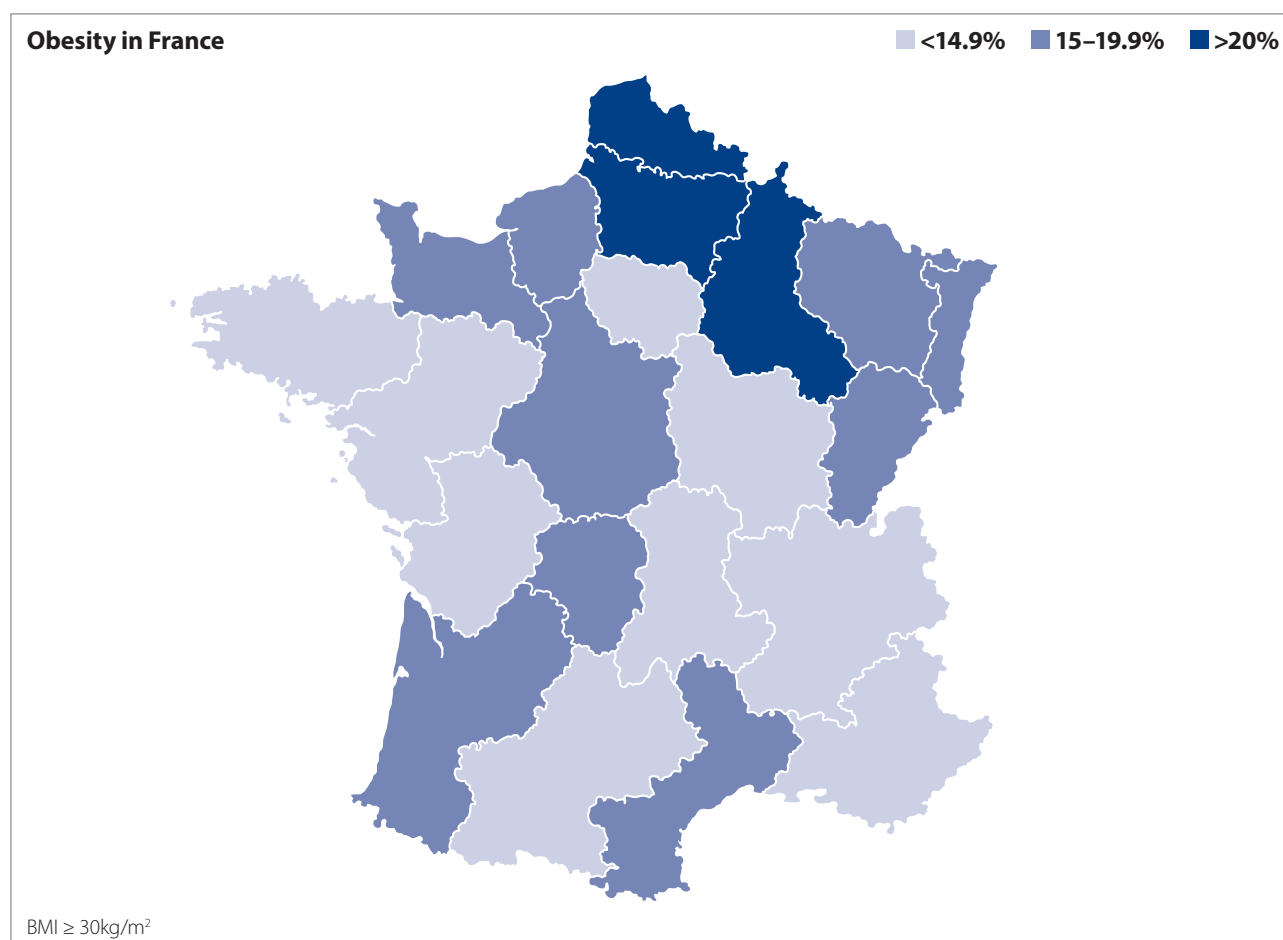 Obesity in France
<14.9% 15–19.9% >20%
BMI ≥ 30kg/m²